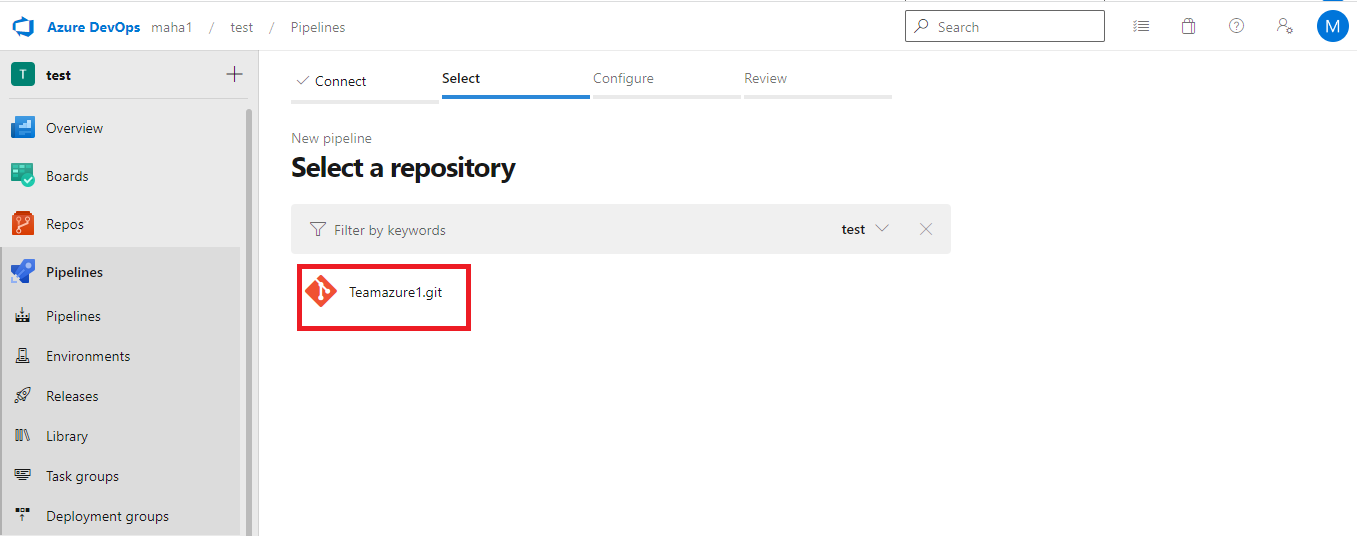 Azure DevOps maha1 / test / Pipelines Search M
T test
Connect Select Configure Review
Overview
New pipeline
Select a repository
Boards
Repos
Filter by keywords test
Pipelines
Teamazure1.git
Pipelines
Environments
Releases
Library
Task groups
Deployment groups